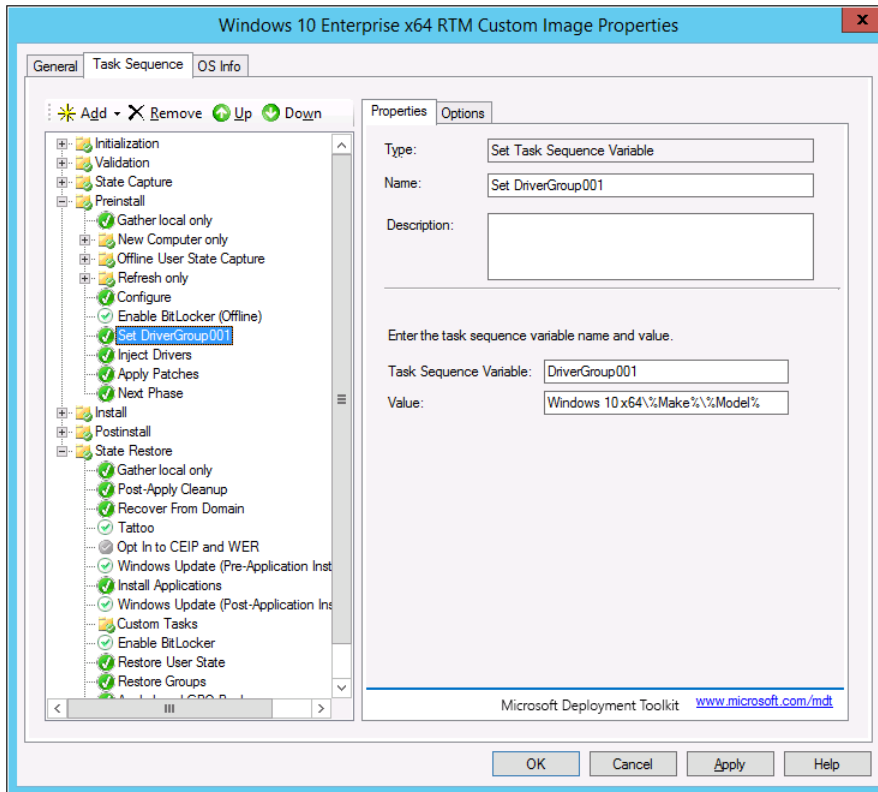 Windows 10 Enterprise x64 RTM Custom Image Properties
x
General Task Sequence OS Info
Add Remove Up Down
Initialization
Validation
State Capture
Preinstall
Gather local only
New Computer only
Offline User State Capture
Refresh only
Configure
Enable BitLocker (Offline)
Set DriverGroup001
Inject Drivers
Apply Patches
Next Phase
Install
Postinstall
State Restore
Gather local only
Post-Apply Cleanup
Recover From Domain
Tattoo
Opt In to CEIP and WER
Windows Update (Pre-Application Inst
Install Applications
Windows Update (Post-Application Ins
Custom Tasks
Enable BitLocker
Restore User State
Restore Groups
Properties Options
Type: Set Task Sequence Variable
Name: Set DriverGroup001
Description:
Enter the task sequence variable name and value.
Task Sequence Variable: DriverGroup001
Value: Windows 10 x64\%Make%\%Model%
Microsoft Deployment Toolkit www.microsoft.com/mdt
OK Cancel Apply Help